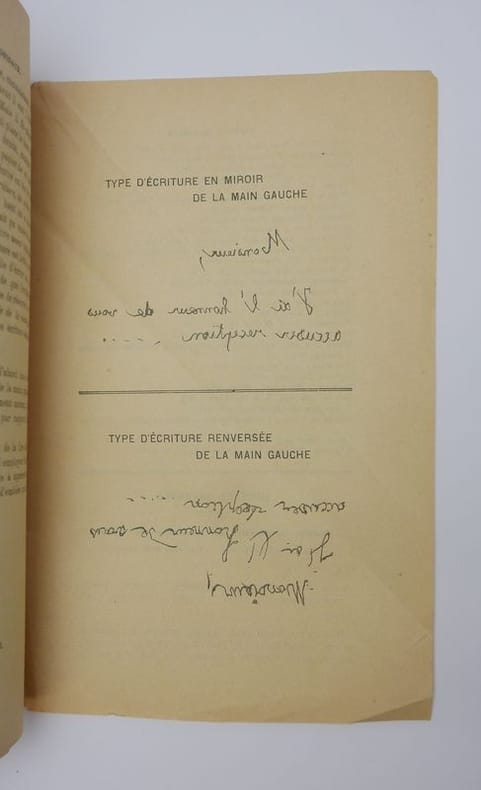 TYPE D'ÉCRITURE EN MIROIR
DE LA MAIN GAUCHE
Monsieur,
J'ai l'honneur de vous
accuser reception .....
TYPE D'ÉCRITURE RENVERSÉE
DE LA MAIN GAUCHE
Monsieur,
J'ai l'honneur de vous
accuser réception .....